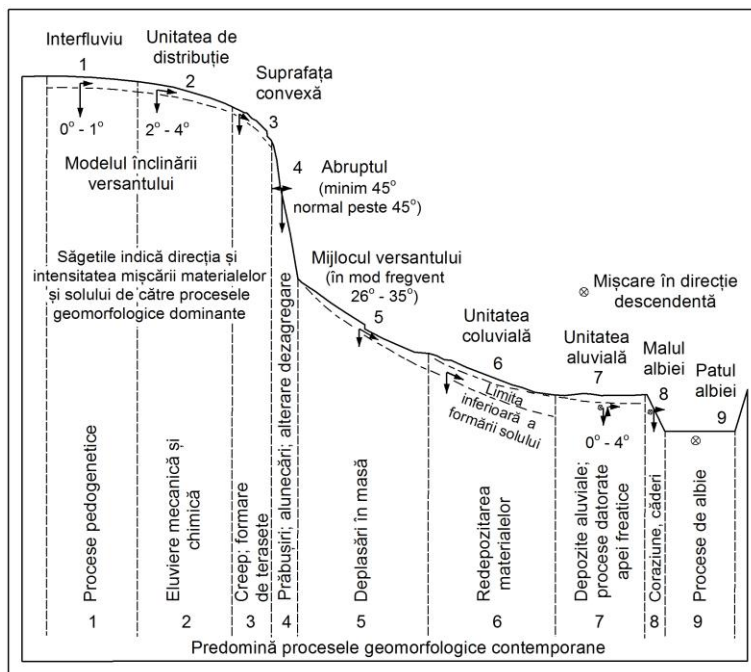 Interfluviu
1
Unitatea de
distribuție
2
Suprafața
convexă
3
0° - 1°
2° - 4°
Modelul înclinării
versantului
4
Abruptul
(minim 45°
normal peste 45°)
Săgetile indică direcția și
intensitatea mișcării materialelor
și solului de către procesele
geomorfologice dominante
Mijlocul versantului
(în mod fregvent
26° - 35°)
5
Mișcare în direcție
descendentă
Unitatea
coluvială
6
Unitatea
aluvială
7
Malul
albiei
8
Patul
albiei
9
Limita
inferioară a
formării solului
0° - 4°
Procese pedogenetice
Eluviere mecanică și
chimică
Creep; formare
de terasete
Prăbușiri; alunecări; alterare dezagregare
Deplasări în masă
Redepozitarea
materialelor
Depozite aluviale;
procese datorate
apei freatice
Coraziune, căderi
Procese de albie
1 2 3 4 5 6 7 8 9
Predomină procesele geomorfologice contemporane